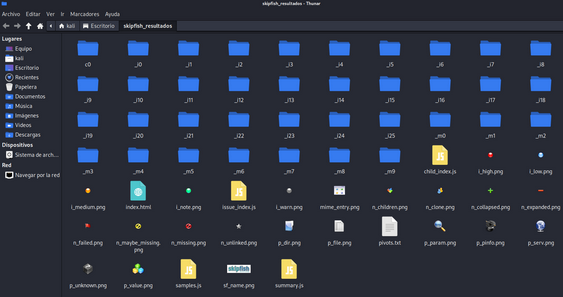 skipfish_resultados - Thunar
Archivo Editar Ver Ir Marcadores Ayuda
kali Escritorio skipfish_resultados
Lugares
Equipo
kali
Escritorio
Recientes
Papelera
Documentos
Música
Imágenes
Vídeos
Descargas
Dispositivos
Sistema de arch...
Red
Navegar por la red
c0 _i0 _i1 _i2 _i3 _i4 _i5 _i6 _i7 _i8
_i9 _i10 _i11 _i12 _i13 _i14 _i15 _i16 _i17 _i18
_i19 _i20 _i21 _i22 _i23 _i24 _i25 _m0 _m1 _m2
_m3 _m4 _m5 _m6 _m7 _m8 _m9 child_index.js i_high.png i_low.png
i_medium.png index.html i_note.png issue_index.js i_warn.png mime_entry.png n_children.png n_clone.png n_collapsed.png n_expanded.png
n_failed.png n_maybe_missing.png n_missing.png n_unlinked.png p_dir.png p_file.png pivots.txt p_param.png p_pinfo.png p_serv.png
skipfish
p_unknown.png p_value.png samples.js sf_name.png summary.js